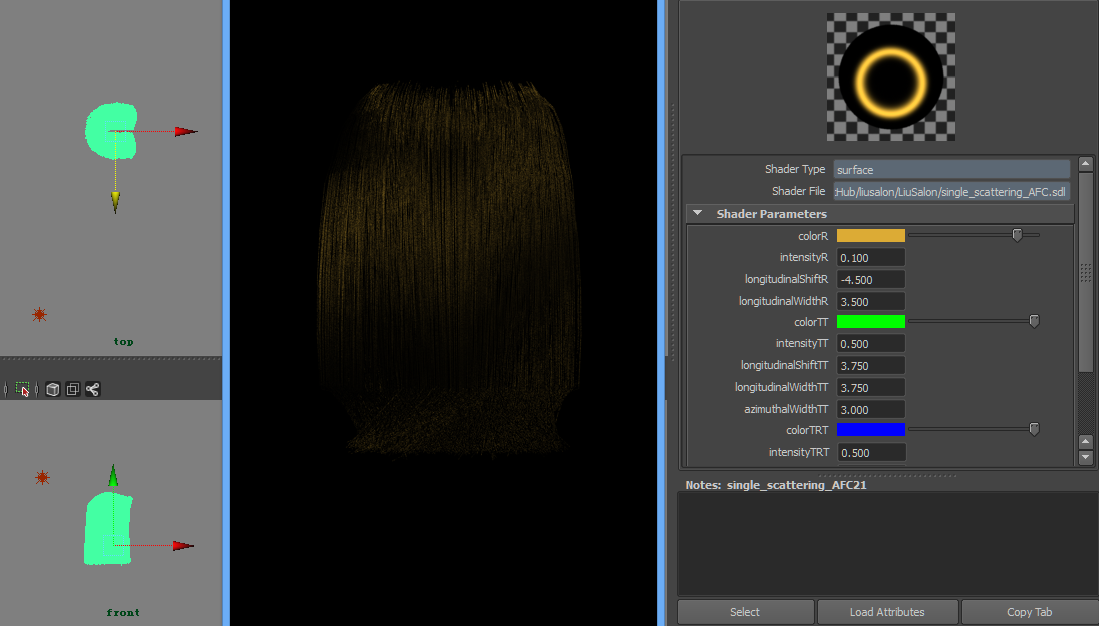 top
front
Shader Type surface
Shader File :Hub/liusalon/LiuSalon/single_scattering_AFC.sdl
Shader Parameters
colorR
intensityR 0.100
longitudinalShiftR -4.500
longitudinalWidthR 3.500
colorTT
intensityTT 0.500
longitudinalShiftTT 3.750
longitudinalWidthTT 3.750
azimuthalWidthTT 3.000
colorTRT
intensityTRT 0.500
Notes: single_scattering_AFC21
Select Load Attributes Copy Tab